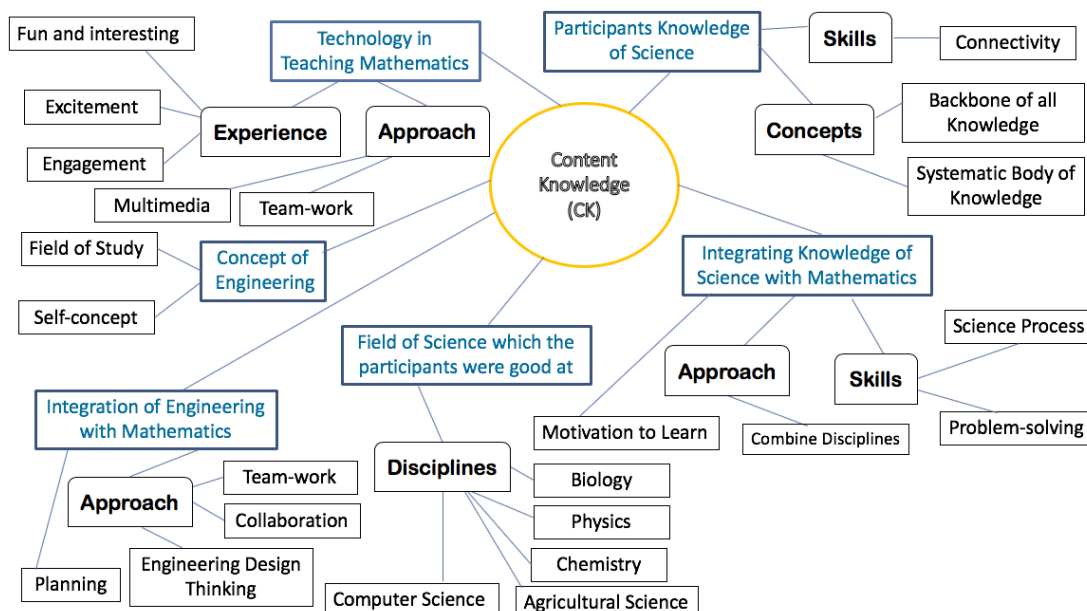 Fun and interesting
Technology in
Teaching Mathematics
Participants Knowledge
of Science
Skills
Connectivity
Excitement
Experience
Approach
Engagement
Multimedia
Team-work
Content
Knowledge
(CK)
Concepts
Backbone of all
Knowledge
Systematic Body of
Knowledge
Field of Study
Concept of
Engineering
Self-concept
Integrating Knowledge of
Science with Mathematics
Field of Science which the
participants were good at
Science Process
Approach
Skills
Integration of Engineering
with Mathematics
Motivation to Learn
Combine Disciplines
Problem-solving
Disciplines
Biology
Physics
Chemistry
Agricultural Science
Computer Science
Approach
Team-work
Collaboration
Engineering Design
Thinking
Planning